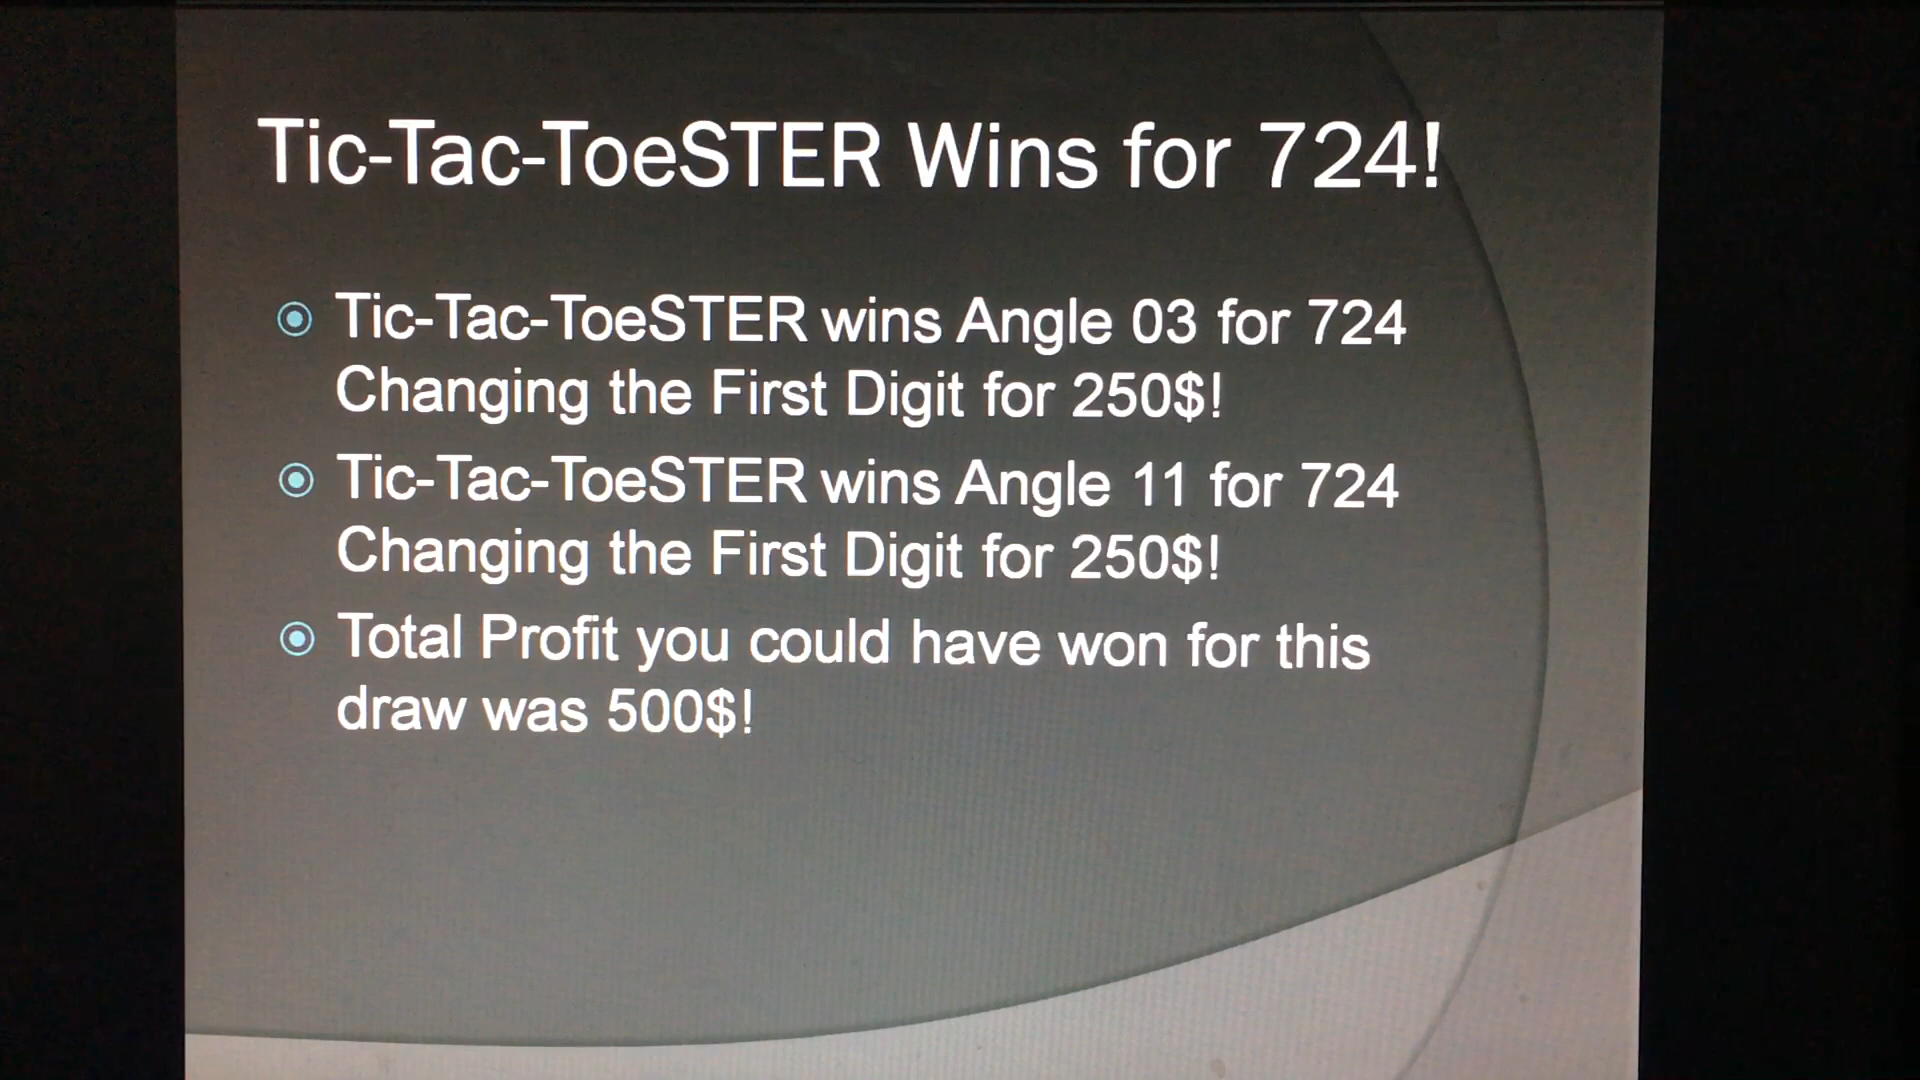 Tic-Tac-ToeSTER Wins for 724!
Tic-Tac-ToeSTER wins Angle 03 for 724
Changing the First Digit for 250$!
Tic-Tac-ToeSTER wins Angle 11 for 724
Changing the First Digit for 250$!
Total Profit you could have won for this
draw was 500$!